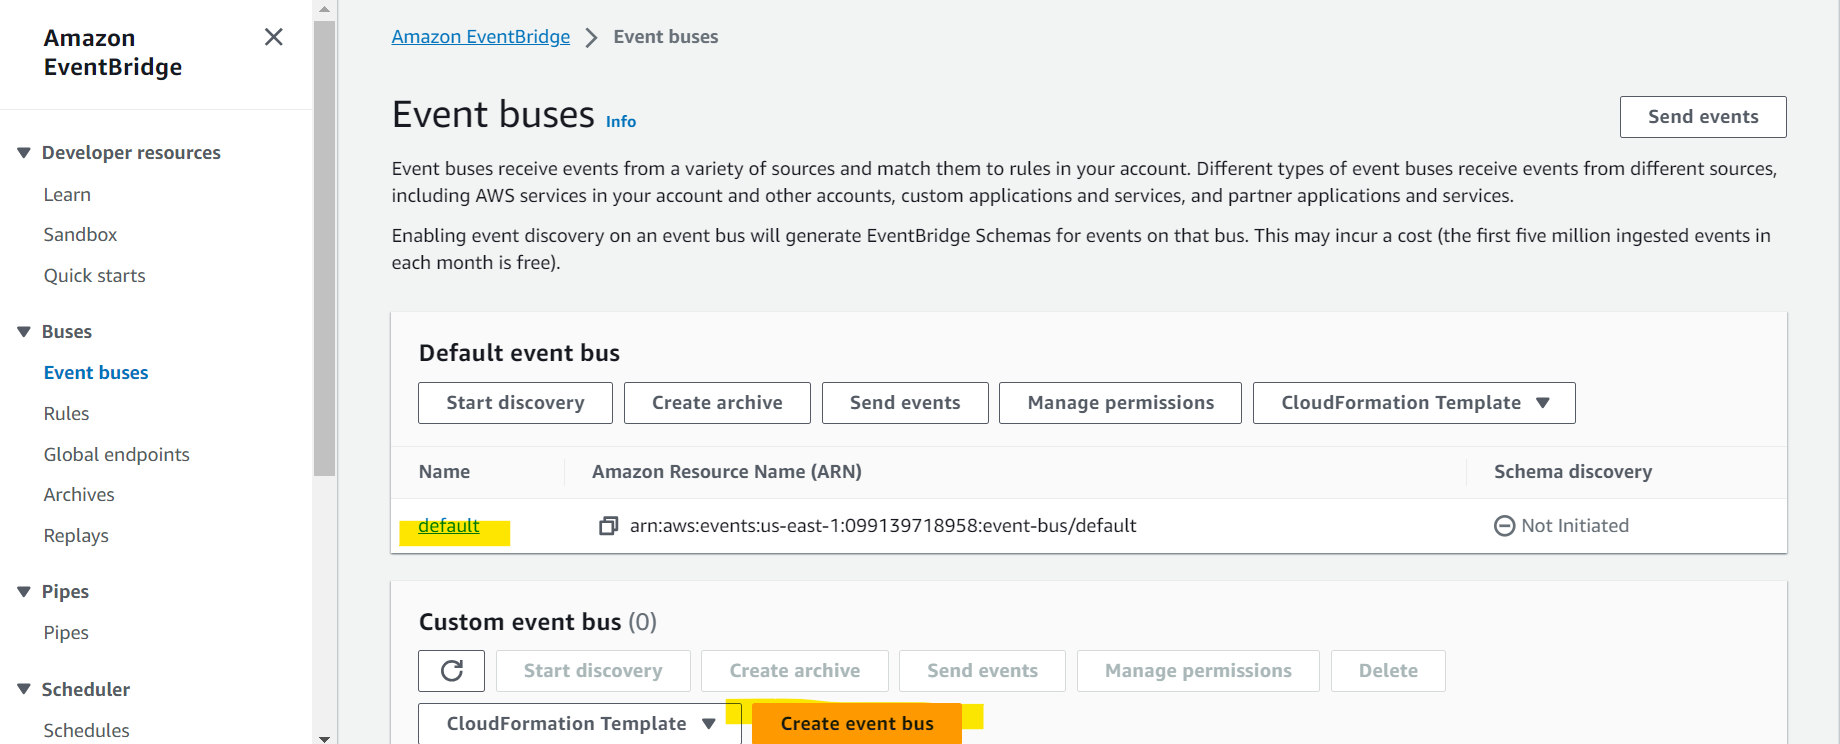 Amazon
EventBridge
Developer resources
Learn
Sandbox
Quick starts
Buses
Event buses
Rules
Global endpoints
Archives
Replays
Pipes
Pipes
Scheduler
Schedules
Amazon EventBridge > Event buses
Event buses Info
Send events
Event buses receive events from a variety of sources and match them to rules in your account. Different types of event buses receive events from different sources,
including AWS services in your account and other accounts, custom applications and services, and partner applications and services.
Enabling event discovery on an event bus will generate EventBridge Schemas for events on that bus. This may incur a cost (the first five million ingested events in
each month is free).
Default event bus
Start discovery Create archive Send events Manage permissions CloudFormation Template
Name Amazon Resource Name (ARN) Schema discovery
default arn:aws:events:us-east-1:099139718958:event-bus/default Not Initiated
Custom event bus (0)
Start discovery Create archive Send events Manage permissions Delete
CloudFormation Template Create event bus